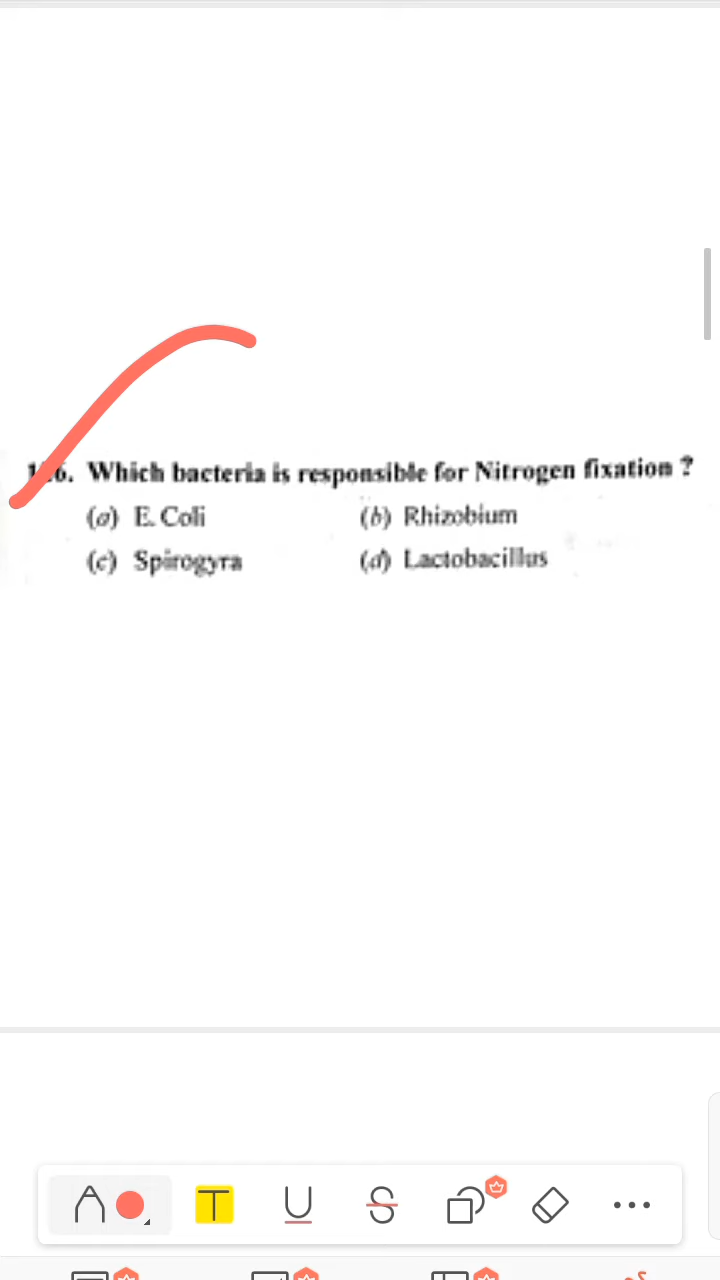 Which bacteria is responsible for Nitrogen fixation ?
(a) E. Coli (b) Rhizobium
(c) Spirogyra (d) Lactobacillus
A T U S